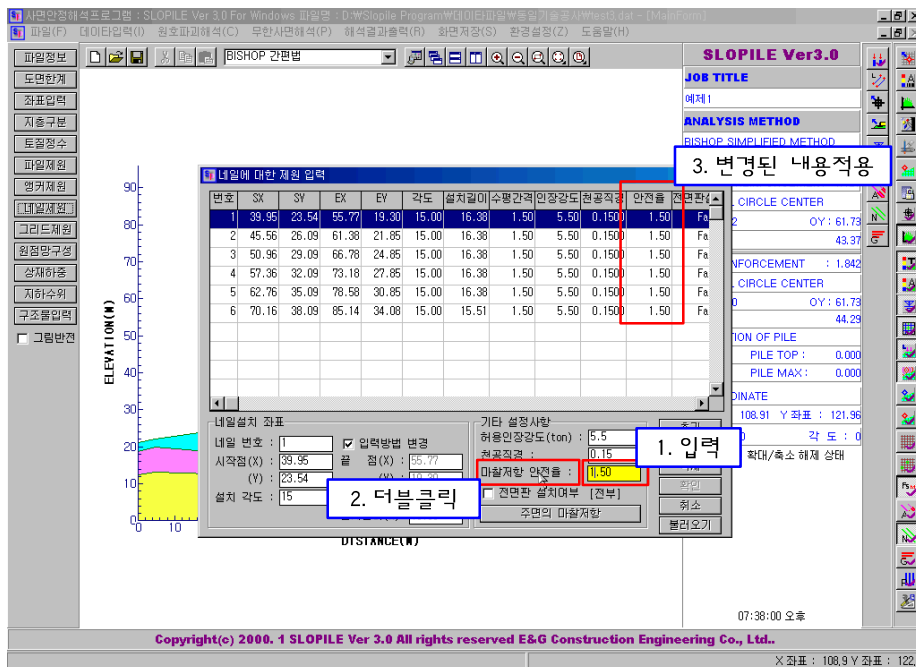 사면안정해석프로그램 : SLOPILE Ver 3.0 For Windows 파일명 : D:\Slopile Program\데이타파일\동일기술공사\test3.dat - [MainForm]
파일(F) 데이타입력(I) 원호파괴해석(C) 무한사면해석(P) 해석결과출력(R) 화면저장(S) 환경설정(Z) 도움말(H)
파일정보
도면한계
좌표입력
지층구분
토질정수
파일제원
앵커제원
네일제원
그리드제원
원점망구성
상재하중
지하수위
구조물입력
그림반전
BISHOP 간편법
SLOPILE Ver3.0
JOB TITLE
예제1
ANALYSIS METHOD
BISHOP SIMPLIFIED METHOD
3. 변경된 내용적용
네일에 대한 제원 입력
번호 SX SY EX EY 각도 설치길이 수평간격 인장강도 천공직경 안전율
1 39.95 23.54 55.77 19.30 15.00 16.38 1.50 5.50 0.1500 1.50 Fa
2 45.56 26.09 61.38 21.85 15.00 16.38 1.50 5.50 0.1500 1.50 Fa
3 50.96 29.09 66.78 24.85 15.00 16.38 1.50 5.50 0.1500 1.50 Fa
4 57.36 32.09 73.18 27.85 15.00 16.38 1.50 5.50 0.1500 1.50 Fa
5 62.76 35.09 78.58 30.85 15.00 16.38 1.50 5.50 0.1500 1.50 Fa
6 70.16 38.09 85.14 34.08 15.00 15.51 1.50 5.50 0.1500 1.50 Fa
네일설치 좌표
네일 번호 : 1
입력방법 변경
시작점(X) : 39.95
끝 점(X) : 55.77
(Y) : 23.54
설치 각도 : 15
2. 더블클릭
기타 설정사항
허용인장강도(ton) : 5.5
천공직경 : 0.15
마찰저항 안전율 : 1.50
전면판 설치여부 [전부]
주면의 마찰저항
1. 입력
확인
취소
불러오기
CIRCLE CENTER
OY : 61.73
43.37
: 1.842
CIRCLE CENTER
OY : 61.73
44.29
ION OF PILE
PILE TOP : 0.000
PILE MAX : 0.000
108.91 Y 좌표 : 121.96
각 도 : 0
확대/축소 해제 상태
ELEVATION(M)
90
70
60
50
40
30
20
10
0
0 10
DISTANCE(M)
07:38:00 오후
Copyright(c) 2000. 1 SLOPILE Ver 3.0 All rights reserved E&G Construction Engineering Co., Ltd..
X 좌표 : 108.9 Y 좌표 : 122.